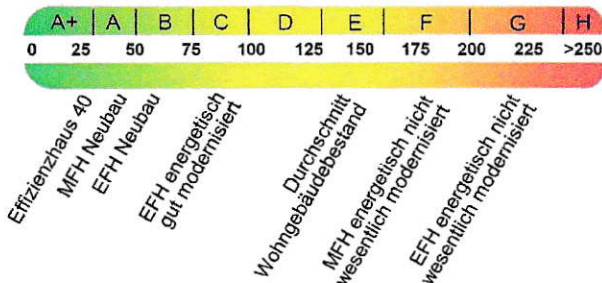 A+ A B C D E F G H
0 25 50 75 100 125 150 175 200 225 >250
Effizienzhaus 40
MFH Neubau
EFH Neubau
EFH energetisch
gut modernisiert
Durchschnitt
Wohngebäudebestand
MFH energetisch nicht
wesentlich modernisiert
EFH energetisch nicht
wesentlich modernisiert